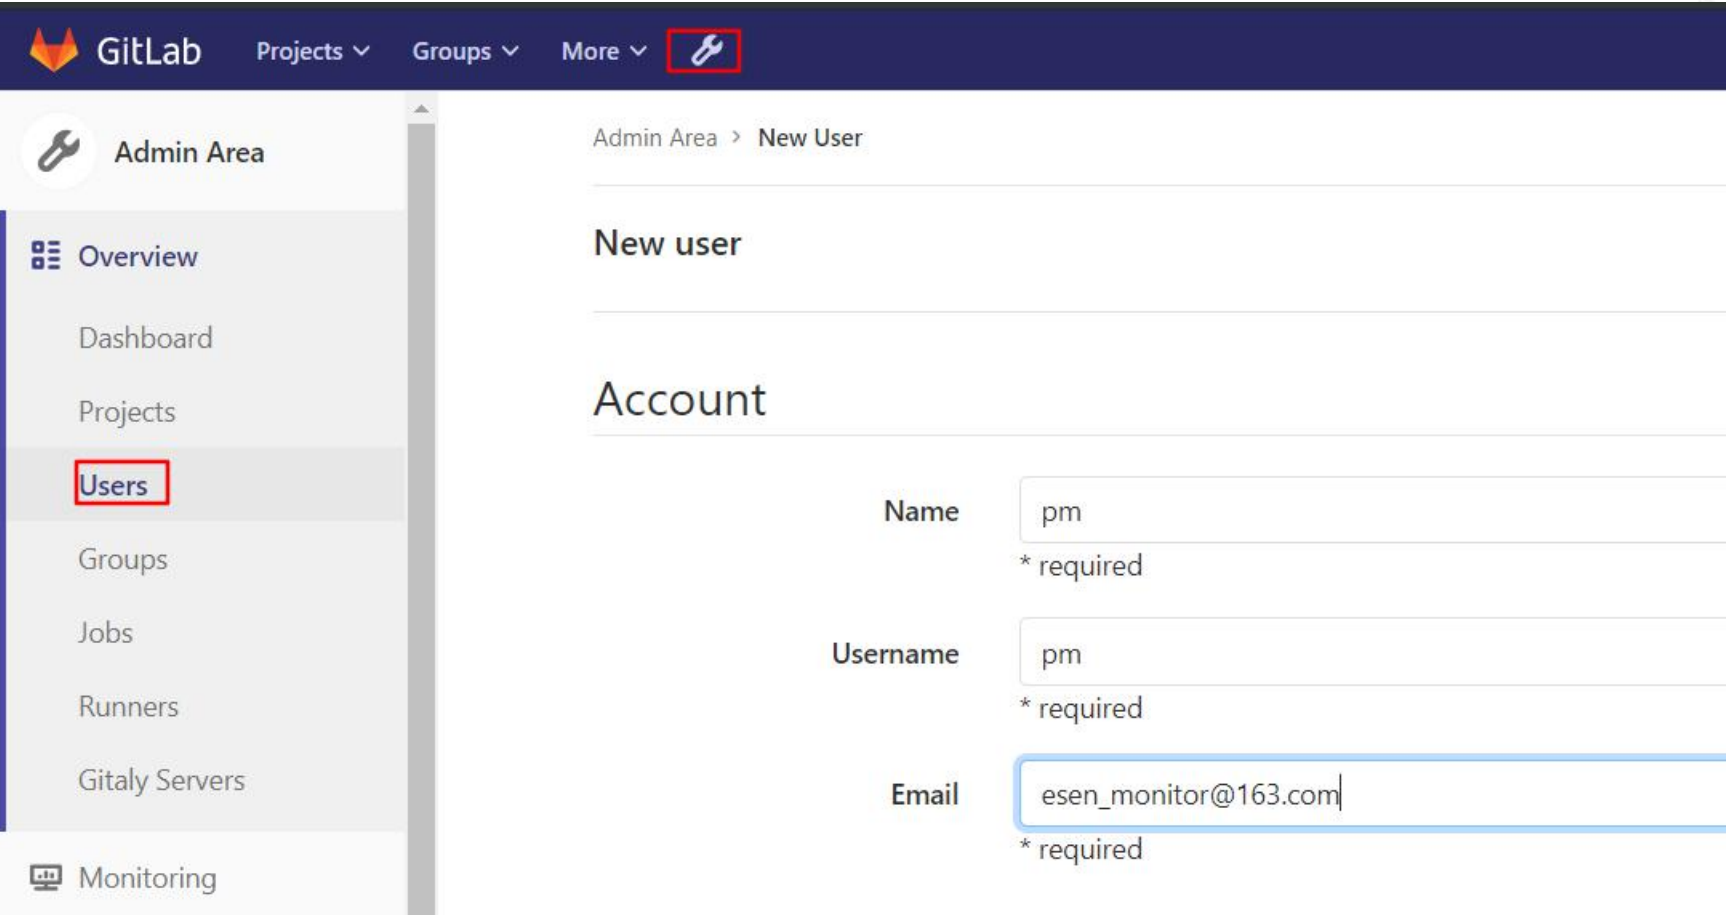 GitLab Projects Groups More
Admin Area
Overview
Dashboard
Projects
Users
Groups
Jobs
Runners
Gitaly Servers
Monitoring
Admin Area > New User
New user
Account
Name pm
* required
Username pm
* required
Email esen_monitor@163.com
* required